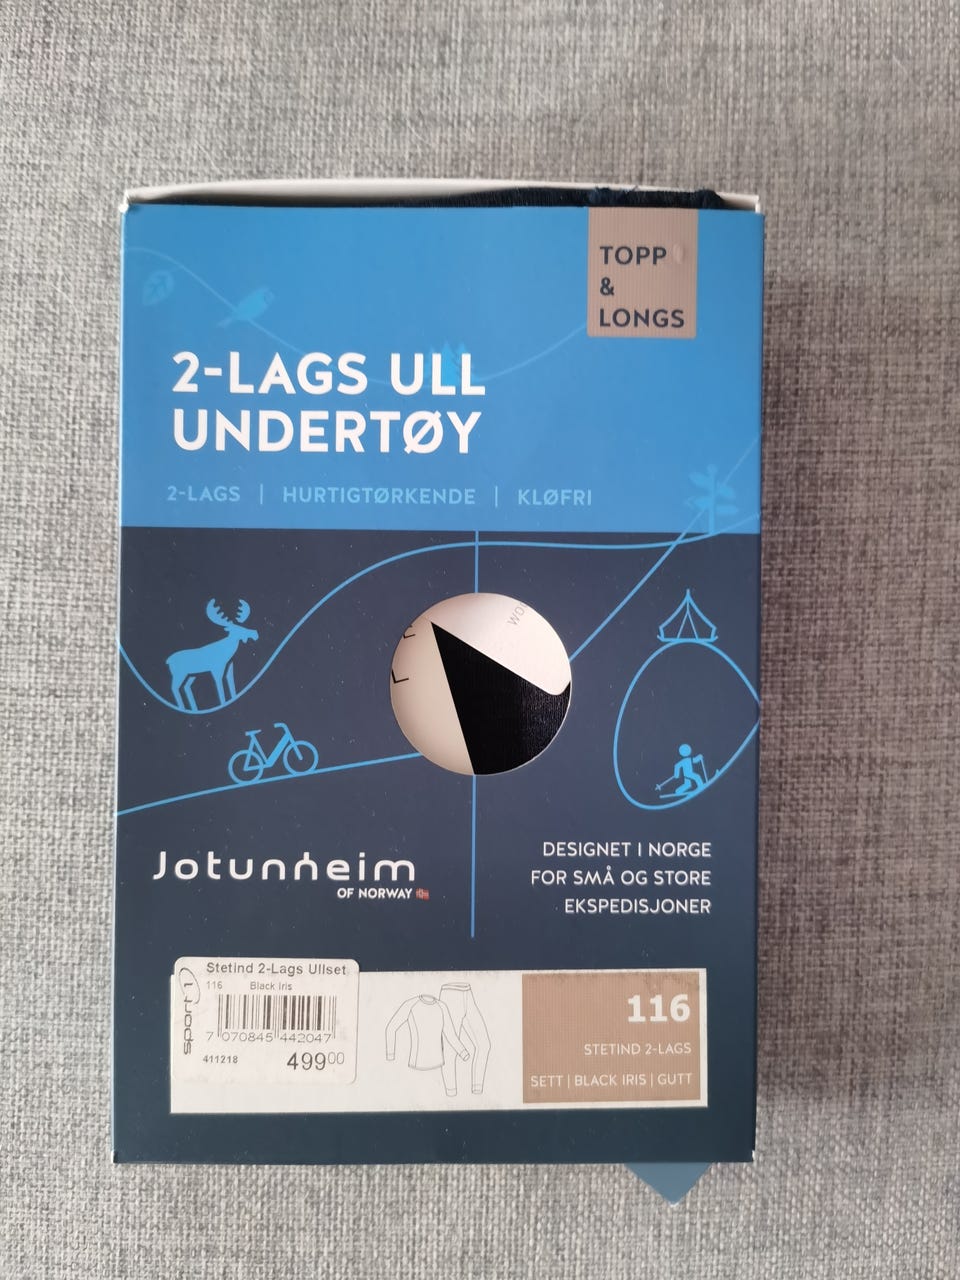 TOPP
&
LONGS
2-LAGS ULL
UNDERTØY
2-LAGS | HURTIGTØRKENDE | KLØFRI
Jotunheim
OF NORWAY
DESIGNET I NORGE
FOR SMÅ OG STORE
EKSPEDISJONER
sport1
Stetind 2-Lags Ullset
116 Black Iris
7 070845 442047
411218 49900
116
STETIND 2-LAGS
SETT | BLACK IRIS | GUTT